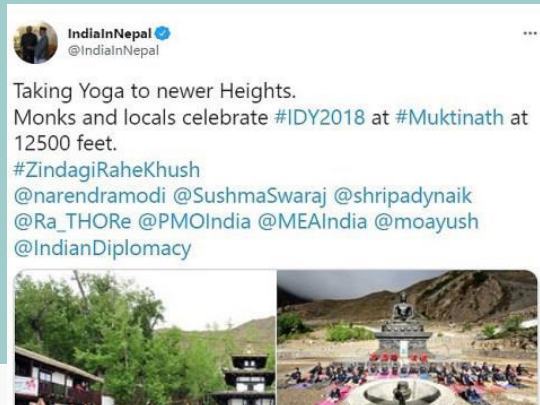 IndiaInNepal
@IndiaInNepal
Taking Yoga to newer Heights.
Monks and locals celebrate #IDY2018 at #Muktinath at
12500 feet.
#ZindagiRaheKhush
@narendramodi @SushmaSwaraj @shripadynaik
@Ra_THORe @PMOIndia @MEAIndia @moayush
@IndianDiplomacy